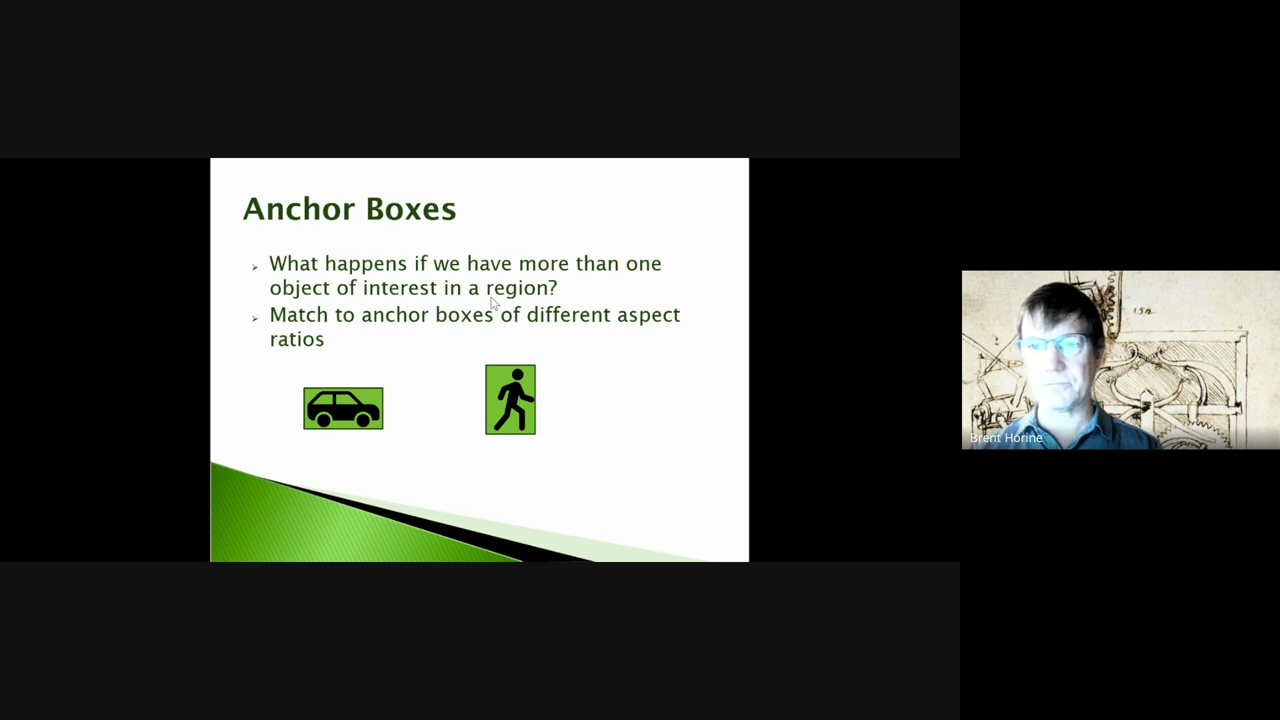 Anchor Boxes
What happens if we have more than one
object of interest in a region?
Match to anchor boxes of different aspect
ratios
Brent Horine